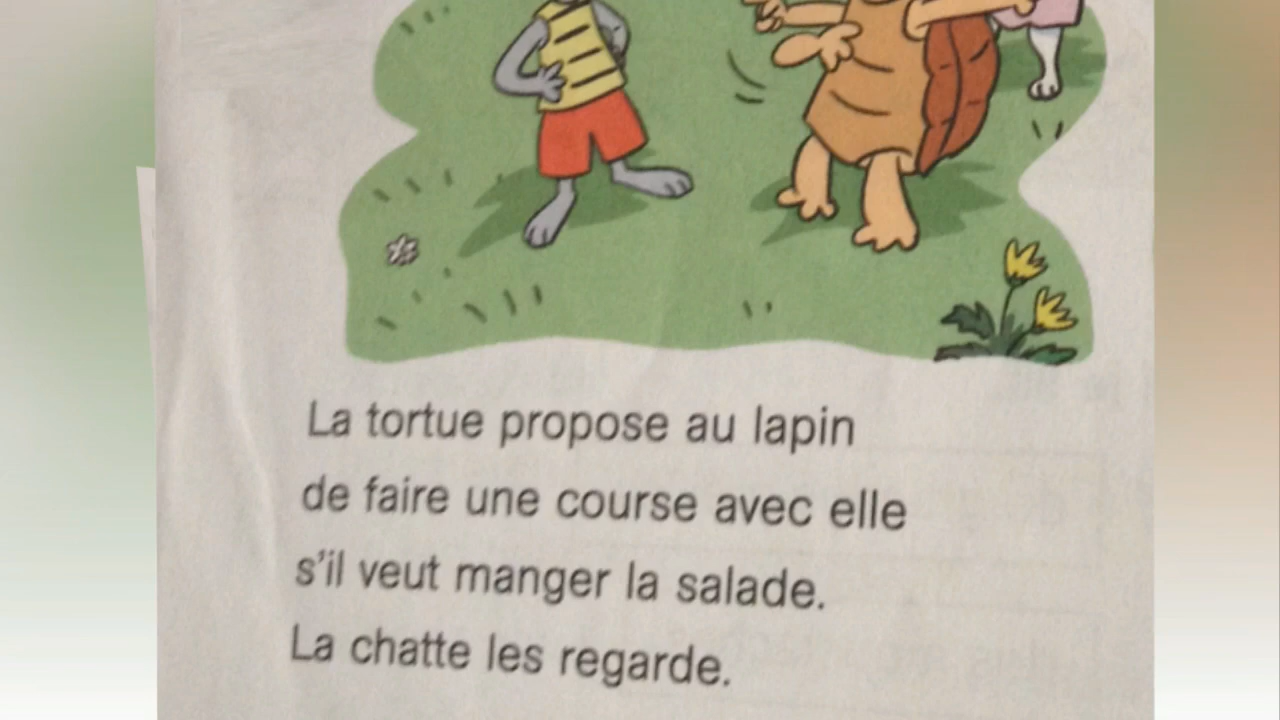 La tortue propose au lapin
de faire une course avec elle
s'il veut manger la salade.
La chatte les regarde.